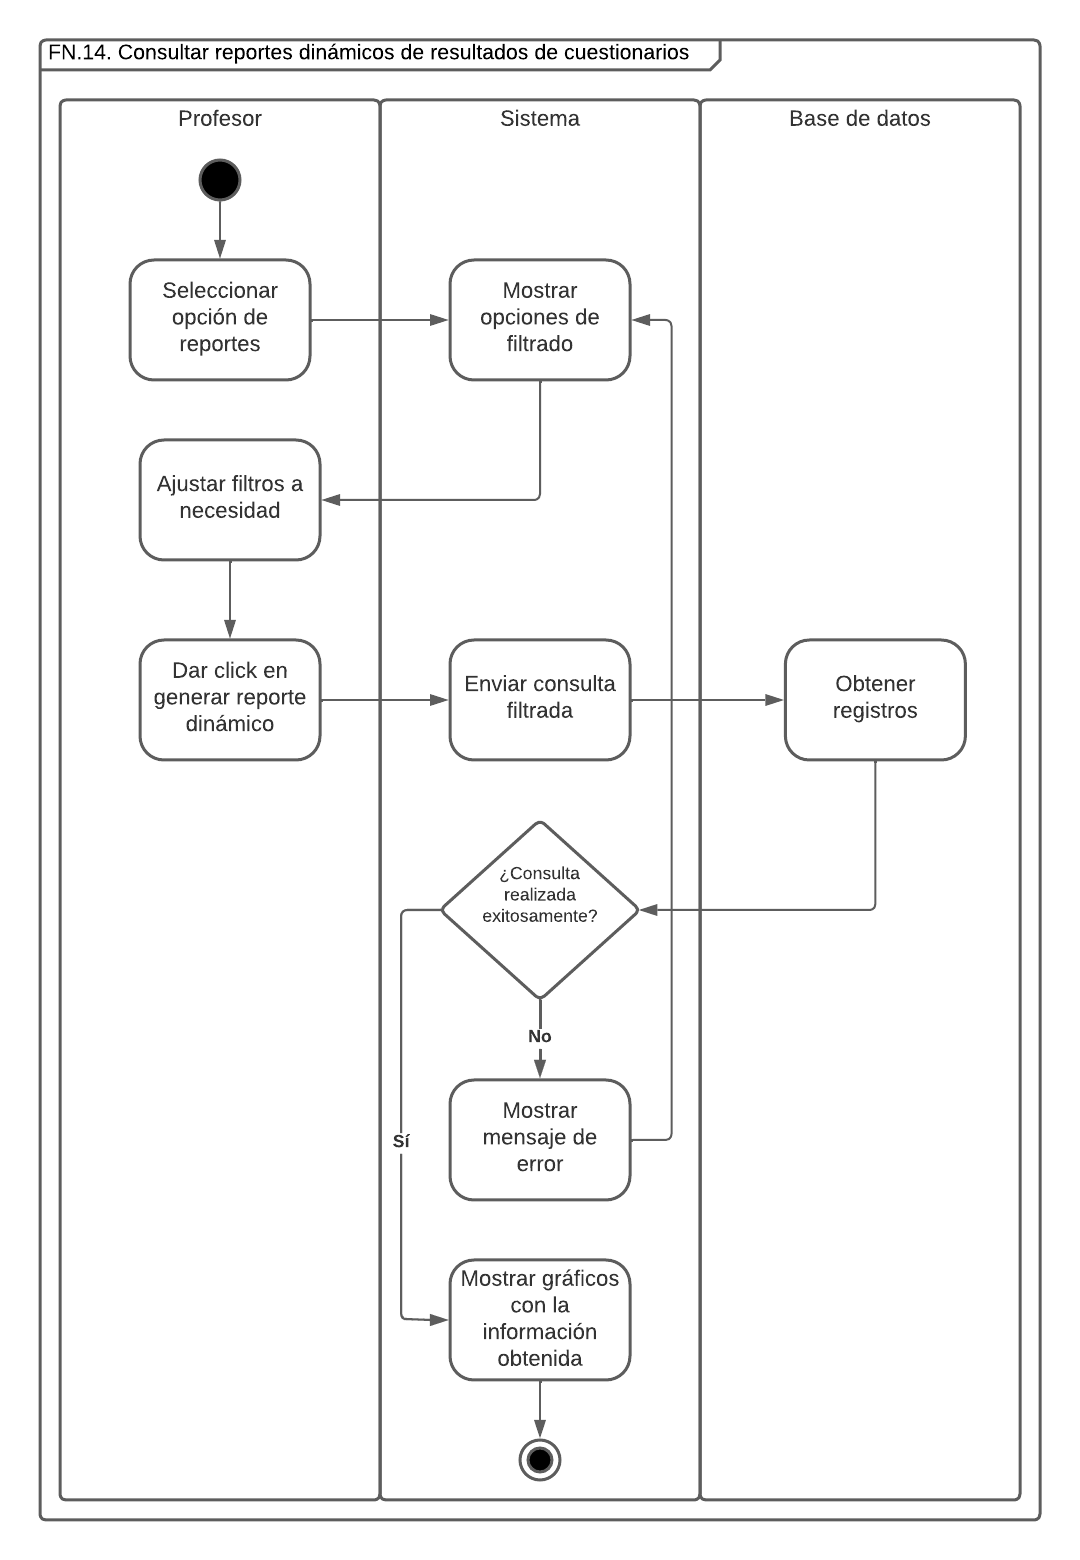 FN.14. Consultar reportes dinámicos de resultados de cuestionarios
Profesor
Sistema
Base de datos
Seleccionar
opción de
reportes
Mostrar
opciones de
filtrado
Ajustar filtros a
necesidad
Dar click en
generar reporte
dinámico
Enviar consulta
filtrada
Obtener
registros
¿Consulta
realizada
exitosamente?
No
Mostrar
mensaje de
error
Sí
Mostrar gráficos
con la
información
obtenida